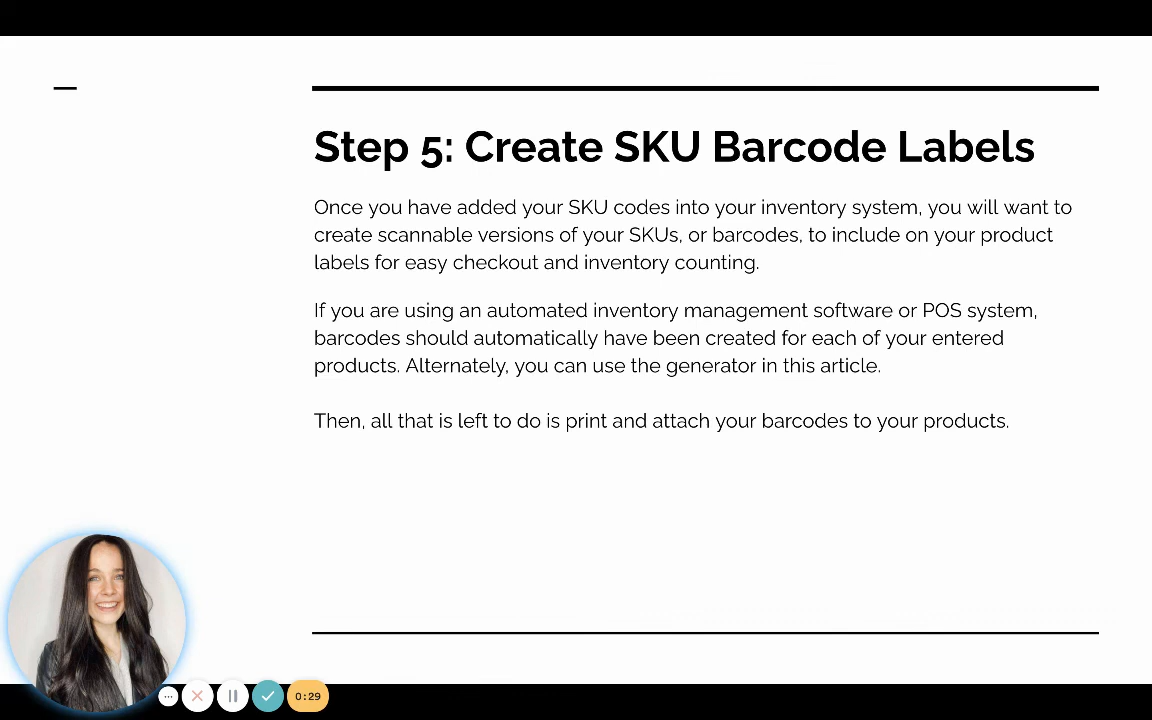 Step 5: Create SKU Barcode Labels
Once you have added your SKU codes into your inventory system, you will want to
create scannable versions of your SKUs, or barcodes, to include on your product
labels for easy checkout and inventory counting.
If you are using an automated inventory management software or POS system,
barcodes should automatically have been created for each of your entered
products. Alternately, you can use the generator in this article.
Then, all that is left to do is print and attach your barcodes to your products.
0:29